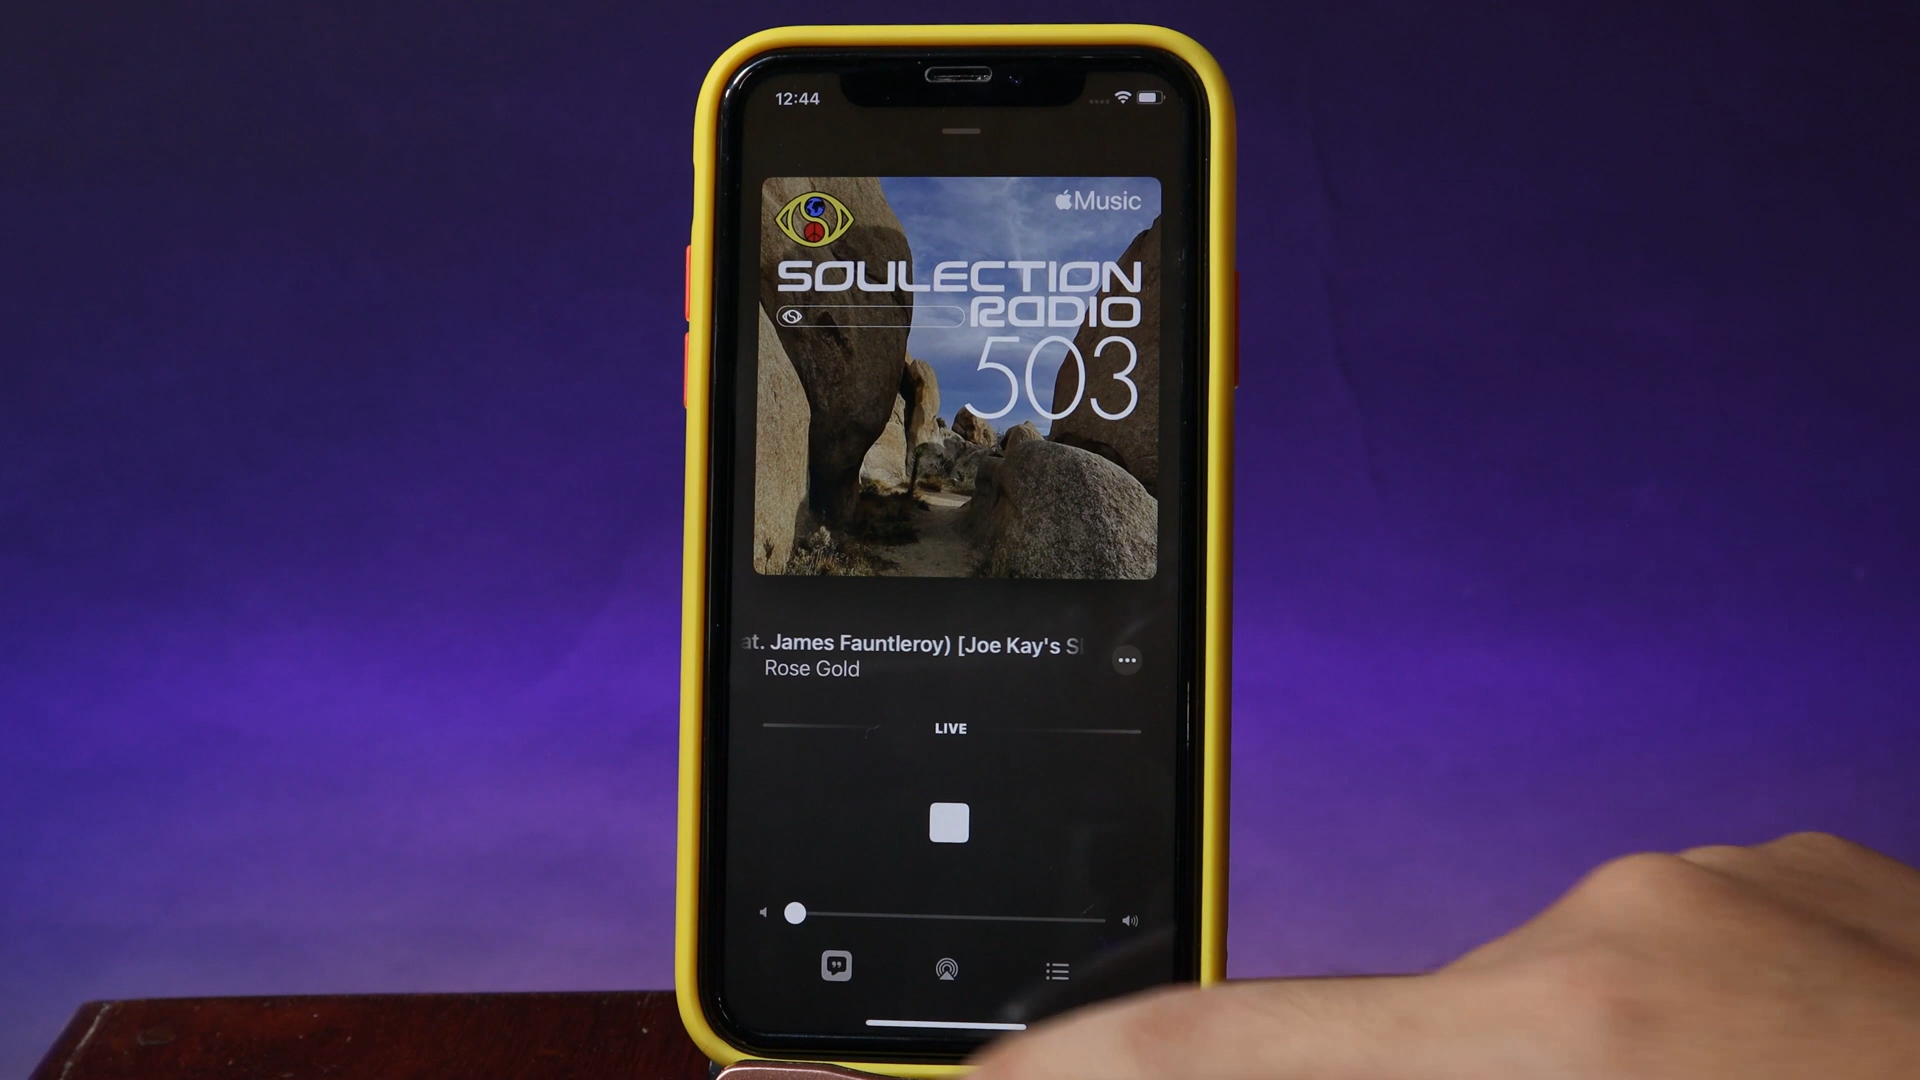 12:44
Music
SOULECTION
RADIO
503
at. James Fauntleroy) [Joe Kay's S
Rose Gold
LIVE